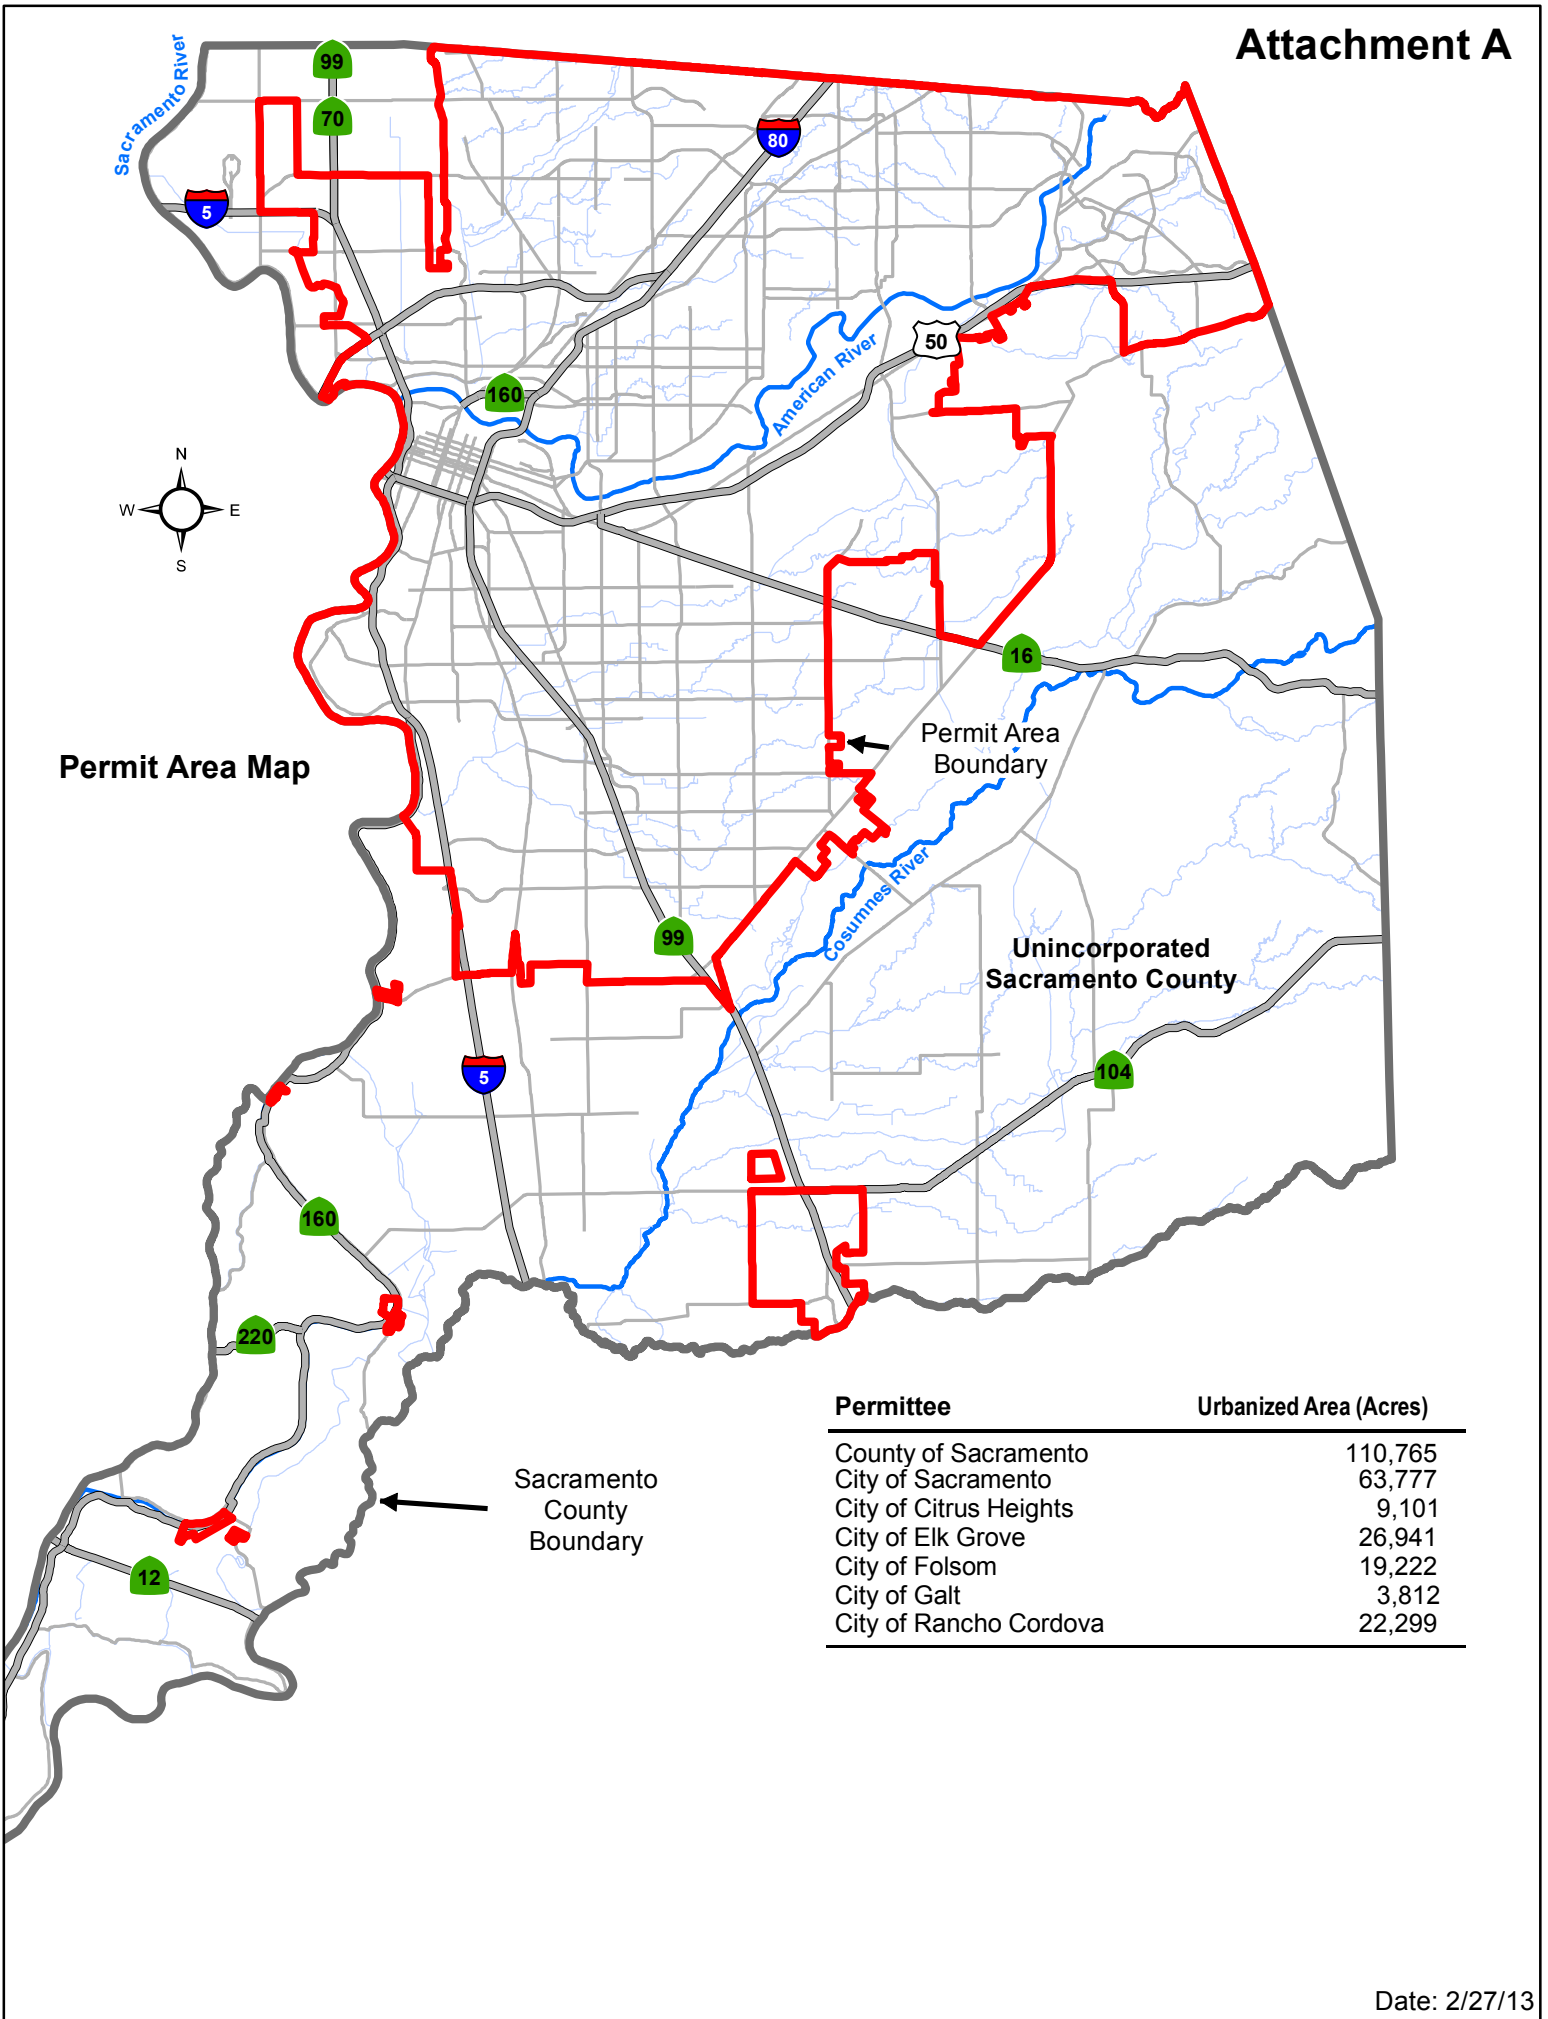 Attachment A
Sacramento River
99
70
80
5
50
American River
160
N
W E
S
16
Permit Area
Boundary
Permit Area Map
Cosumnes River
99
Unincorporated
Sacramento County
5
104
160
220
Permittee Urbanized Area (Acres)
County of Sacramento 110,765
City of Sacramento 63,777
City of Citrus Heights 9,101
City of Elk Grove 26,941
City of Folsom 19,222
City of Galt 3,812
City of Rancho Cordova 22,299
Sacramento
County
Boundary
12
Date: 2/27/13